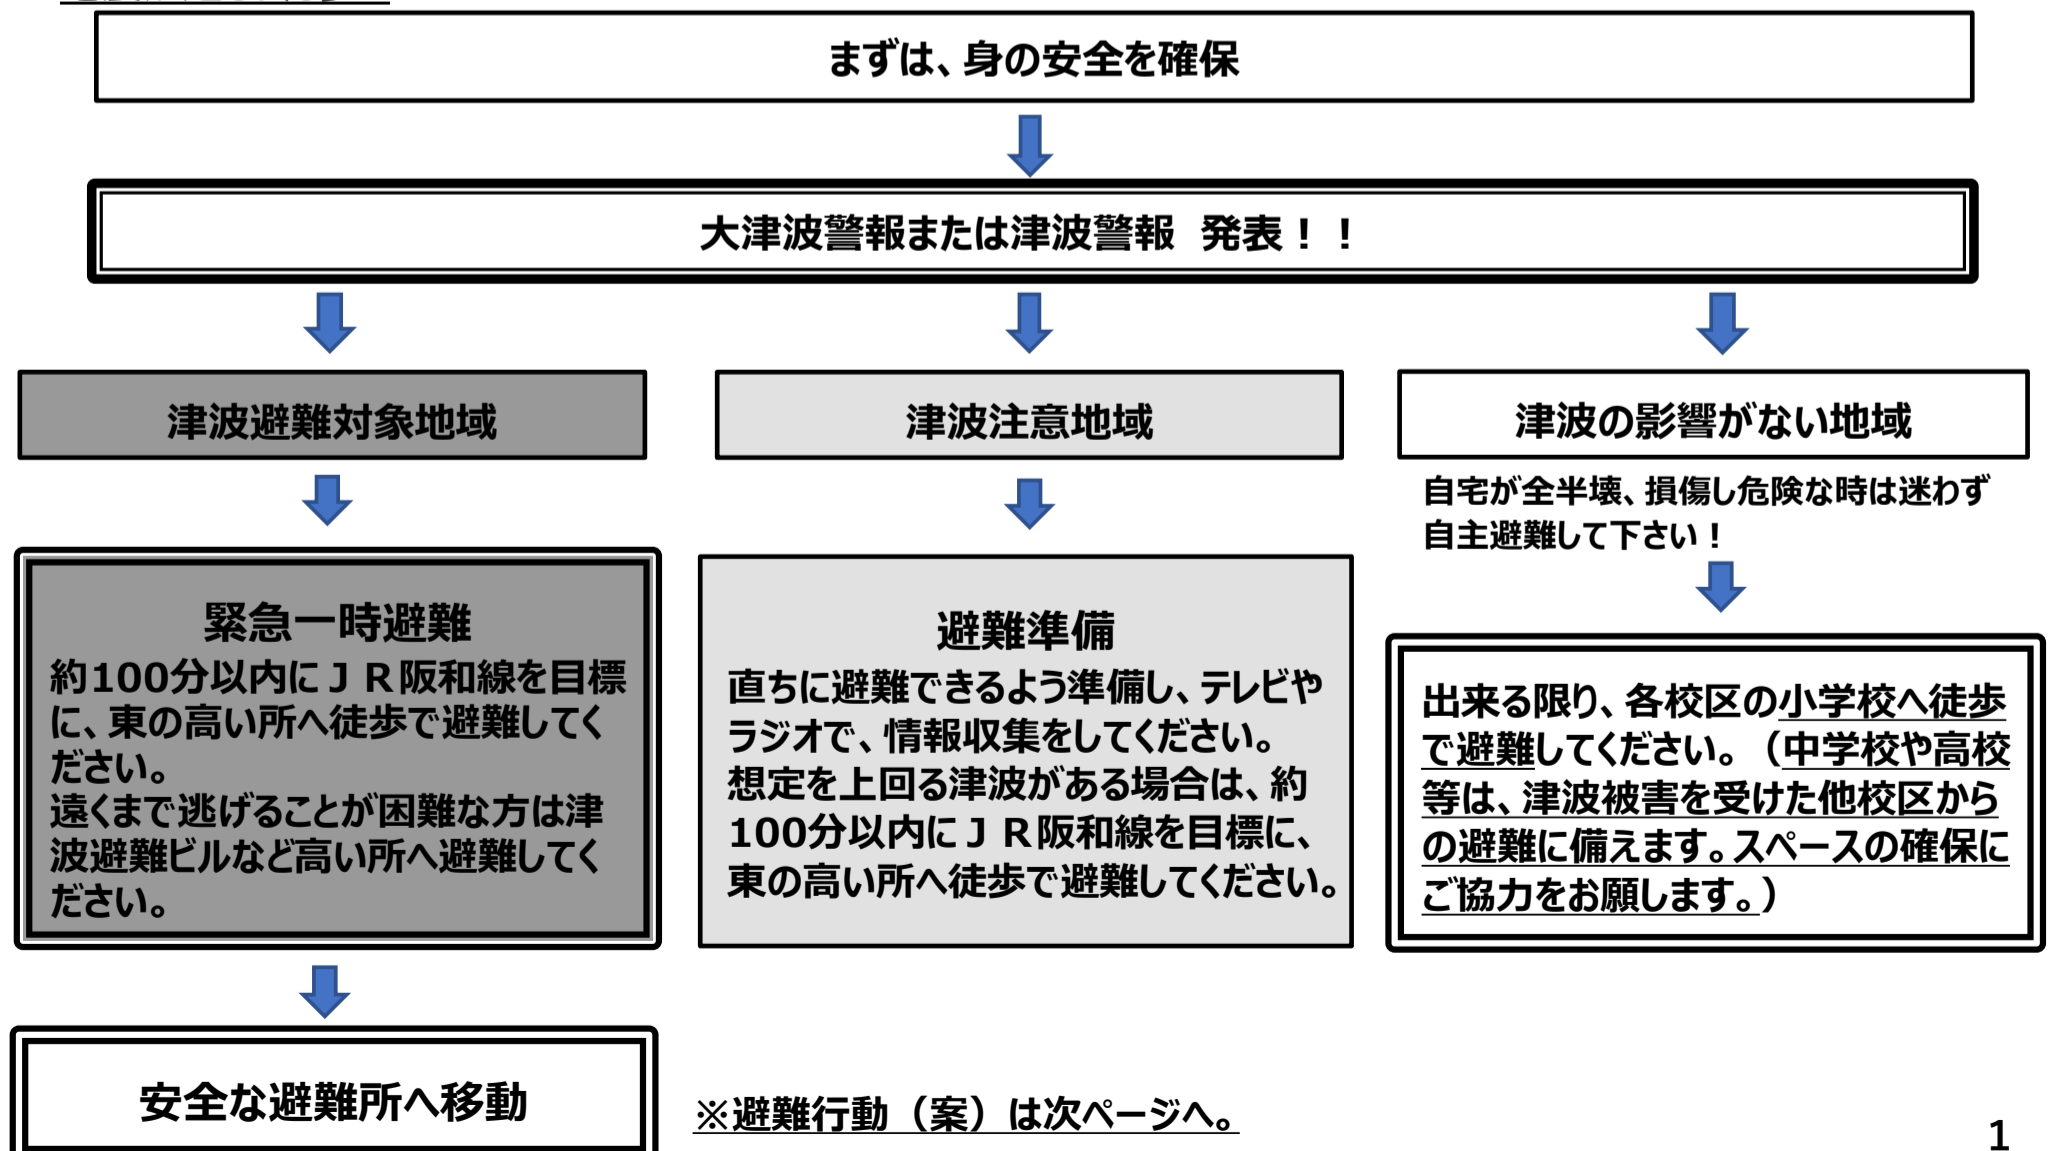 まずは、身の安全を確保
大津波警報または津波警報 発表！！
津波避難対象地域
津波注意地域
津波の影響がない地域
自宅が全半壊、損傷し危険な時は迷わず
自主避難して下さい！
緊急一時避難
約100分以内にＪＲ阪和線を目標
に、東の高い所へ徒歩で避難してく
ださい。
遠くまで逃げることが困難な方は津
波避難ビルなど高い所へ避難してく
ださい。
避難準備
直ちに避難できるよう準備し、テレビや
ラジオで、情報収集をしてください。
想定を上回る津波がある場合は、約
100分以内にＪＲ阪和線を目標に、
東の高い所へ徒歩で避難してください。
出来る限り、各校区の小学校へ徒歩
で避難してください。（中学校や高校
等は、津波被害を受けた他校区から
の避難に備えます。スペースの確保に
ご協力をお願します。）
安全な避難所へ移動
※避難行動（案）は次ページへ。
1